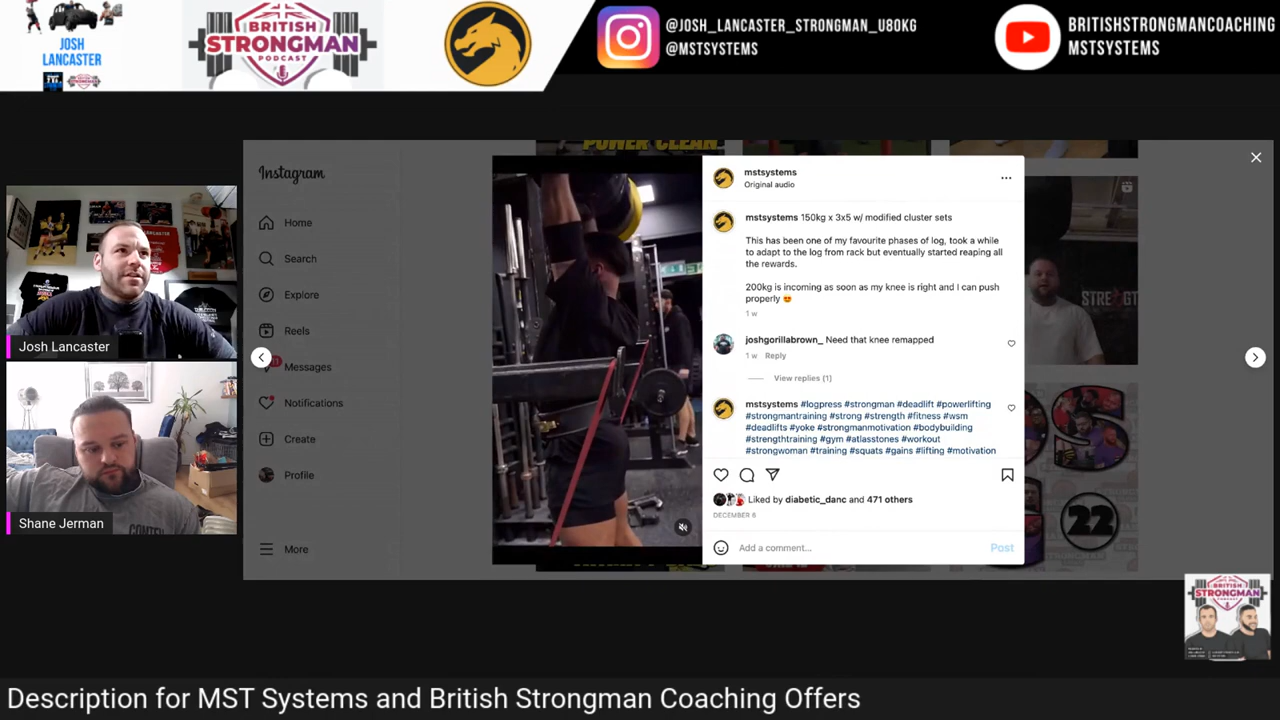 JOSH
LANCASTER
BRITISH
STRONGMAN
PODCAST
@JOSH_LANCASTER_STRONGMAN_U80KG
@MSTSYSTEMS
BRITISHSTRONGMANCOACHING
MSTSYSTEMS
Josh Lancaster
Shane Jerman
Instagram
Home
Search
Explore
Reels
Messages
Notifications
Create
Profile
More
POWER CLEAN
mstsystems
Original audio
mstsystems 150kg x 3x5 w/ modified cluster sets
This has been one of my favourite phases of log, took a while
to adapt to the log from rack but eventually started reaping all
the rewards.
200kg is incoming as soon as my knee is right and I can push
properly 😍
1 w
joshgorillabrown_ Need that knee remapped
1 w Reply
View replies (1)
mstsystems #logpress #strongman #deadlift #powerlifting
#strongmantraining #strong #strength #fitness #wsm
#deadlifts #yoke #strongmanmotivation #bodybuilding
#strengthtraining #gym #atlasstones #workout
#strongwoman #training #squats #gains #lifting #motivation
Liked by diabetic_danc and 471 others
DECEMBER 6
Add a comment...
Post
22
BRITISH
STRONGMAN
Description for MST Systems and British Strongman Coaching Offers